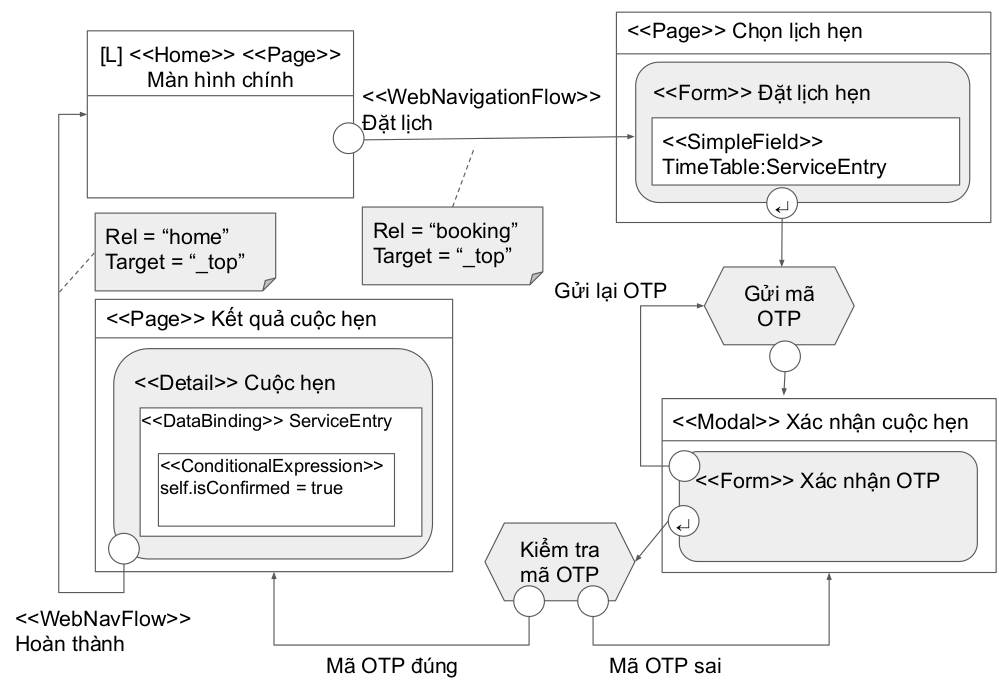 [L] <<Home>> <<Page>>
Màn hình chính
<<WebNavigationFlow>>
Đặt lịch
<<Page>> Chọn lịch hẹn
<<Form>> Đặt lịch hẹn
<<SimpleField>>
TimeTable:ServiceEntry
Rel = “home”
Target = “_top”
Rel = “booking”
Target = “_top”
Gửi lại OTP
Gửi mã
OTP
<<Page>> Kết quả cuộc hẹn
<<Detail>> Cuộc hẹn
<<DataBinding>> ServiceEntry
<<ConditionalExpression>>
self.isConfirmed = true
<<Modal>> Xác nhận cuộc hẹn
<<Form>> Xác nhận OTP
Kiểm tra
mã OTP
<<WebNavFlow>>
Hoàn thành
Mã OTP đúng
Mã OTP sai